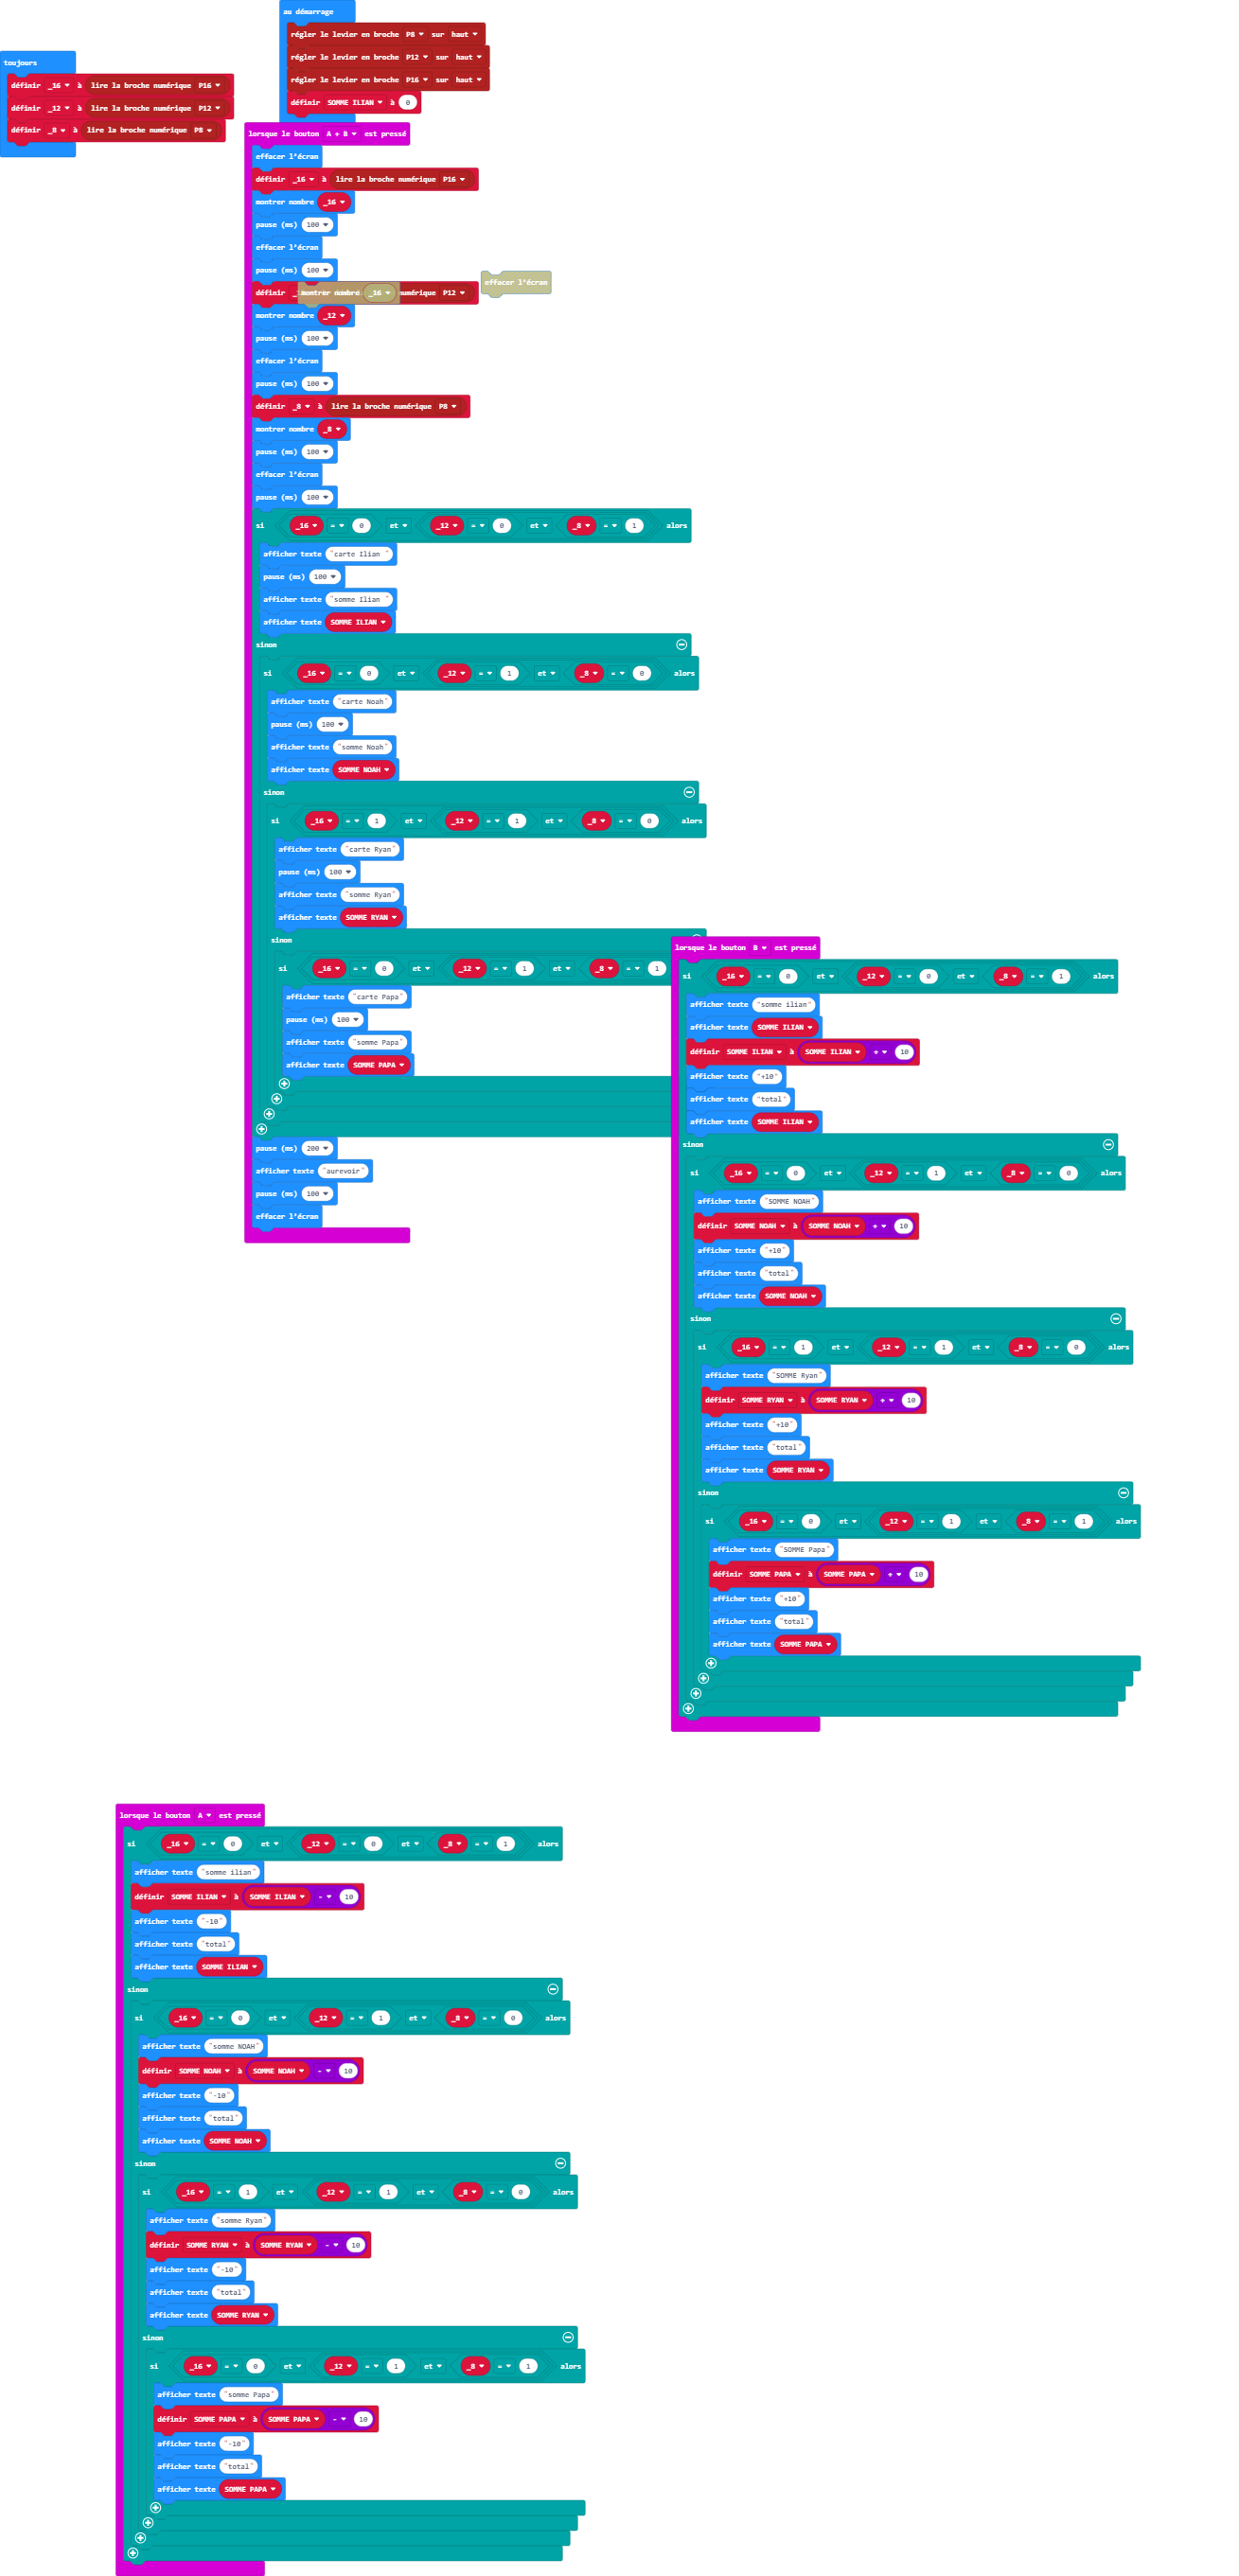 au démarrage
régler le levier en broche P8 sur haut
régler le levier en broche P12 sur haut
régler le levier en broche P16 sur haut
définir SOMME ILIAN à 0
toujours
définir _16 à lire la broche numérique P16
définir _12 à lire la broche numérique P12
définir _8 à lire la broche numérique P8
lorsque le bouton A + B est pressé
effacer l'écran
définir _16 à lire la broche numérique P16
montrer nombre _16
pause (ms) 100
effacer l'écran
pause (ms) 100
effacer l'écran
définir montrer nombre _16 umérique P12
montrer nombre _12
pause (ms) 100
effacer l'écran
pause (ms) 100
définir _8 à lire la broche numérique P8
montrer nombre _8
pause (ms) 100
effacer l'écran
pause (ms) 100
si _16 = 0 et _12 = 0 et _8 = 1 alors
afficher texte "carte Ilian "
pause (ms) 100
afficher texte "somme Ilian "
afficher texte SOMME ILIAN
sinon
si _16 = 0 et _12 = 1 et _8 = 0 alors
afficher texte "carte Noah"
pause (ms) 100
afficher texte "somme Noah"
afficher texte SOMME NOAH
sinon
si _16 = 1 et _12 = 1 et _8 = 0 alors
afficher texte "carte Ryan"
pause (ms) 100
afficher texte "somme Ryan"
afficher texte SOMME RYAN
sinon
si _16 = 0 et _12 = 1 et _8 = 1
afficher texte "carte Papa"
pause (ms) 100
afficher texte "somme Papa"
afficher texte SOMME PAPA
pause (ms) 200
afficher texte "aurevoir"
pause (ms) 100
effacer l'écran
lorsque le bouton B est pressé
si _16 = 0 et _12 = 0 et _8 = 1 alors
afficher texte "somme ilian"
afficher texte SOMME ILIAN
définir SOMME ILIAN à SOMME ILIAN + 10
afficher texte "+10"
afficher texte "total"
afficher texte SOMME ILIAN
sinon
si _16 = 0 et _12 = 1 et _8 = 0 alors
afficher texte "SOMME NOAH"
définir SOMME NOAH à SOMME NOAH + 10
afficher texte "+10"
afficher texte "total"
afficher texte SOMME NOAH
sinon
si _16 = 1 et _12 = 1 et _8 = 0 alors
afficher texte "SOMME Ryan"
définir SOMME RYAN à SOMME RYAN + 10
afficher texte "+10"
afficher texte "total"
afficher texte SOMME RYAN
sinon
si _16 = 0 et _12 = 1 et _8 = 1 alors
afficher texte "SOMME Papa"
définir SOMME PAPA à SOMME PAPA + 10
afficher texte "+10"
afficher texte "total"
afficher texte SOMME PAPA
lorsque le bouton A est pressé
si _16 = 0 et _12 = 0 et _8 = 1 alors
afficher texte "somme ilian"
définir SOMME ILIAN à SOMME ILIAN - 10
afficher texte "-10"
afficher texte "total"
afficher texte SOMME ILIAN
sinon
si _16 = 0 et _12 = 1 et _8 = 0 alors
afficher texte "somme NOAH"
définir SOMME NOAH à SOMME NOAH - 10
afficher texte "-10"
afficher texte "total"
afficher texte SOMME NOAH
sinon
si _16 = 1 et _12 = 1 et _8 = 0 alors
afficher texte "somme Ryan"
définir SOMME RYAN à SOMME RYAN - 10
afficher texte "-10"
afficher texte "total"
afficher texte SOMME RYAN
sinon
si _16 = 0 et _12 = 1 et _8 = 1 alors
afficher texte "somme Papa"
définir SOMME PAPA à SOMME PAPA - 10
afficher texte "-10"
afficher texte "total"
afficher texte SOMME PAPA